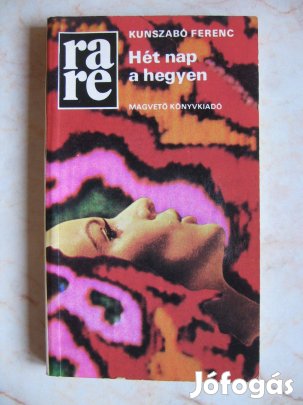 ra
re
KUNSZABÓ FERENC
Hét nap
a hegyen
MAGVETŐ KÖNYVKIADÓ
Jófogás